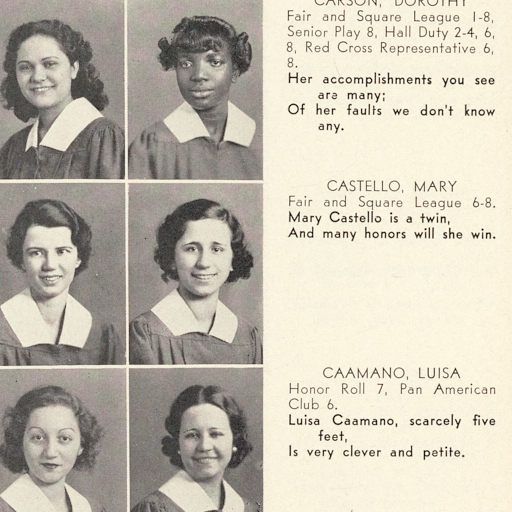 CARSON, DOROTHY
Fair and Square League 1-8,
Senior Play 8, Hall Duty 2-4, 6,
8, Red Cross Representative 6,
8.
Her accomplishments you see
are many;
Of her faults we don't know
any.
CASTELLO, MARY
Fair and Square League 6-8.
Mary Castello is a twin,
And many honors will she win.
CAAMANO, LUISA
Honor Roll 7, Pan American
Club 6.
Luisa Caamano, scarcely five
feet,
Is very clever and petite.